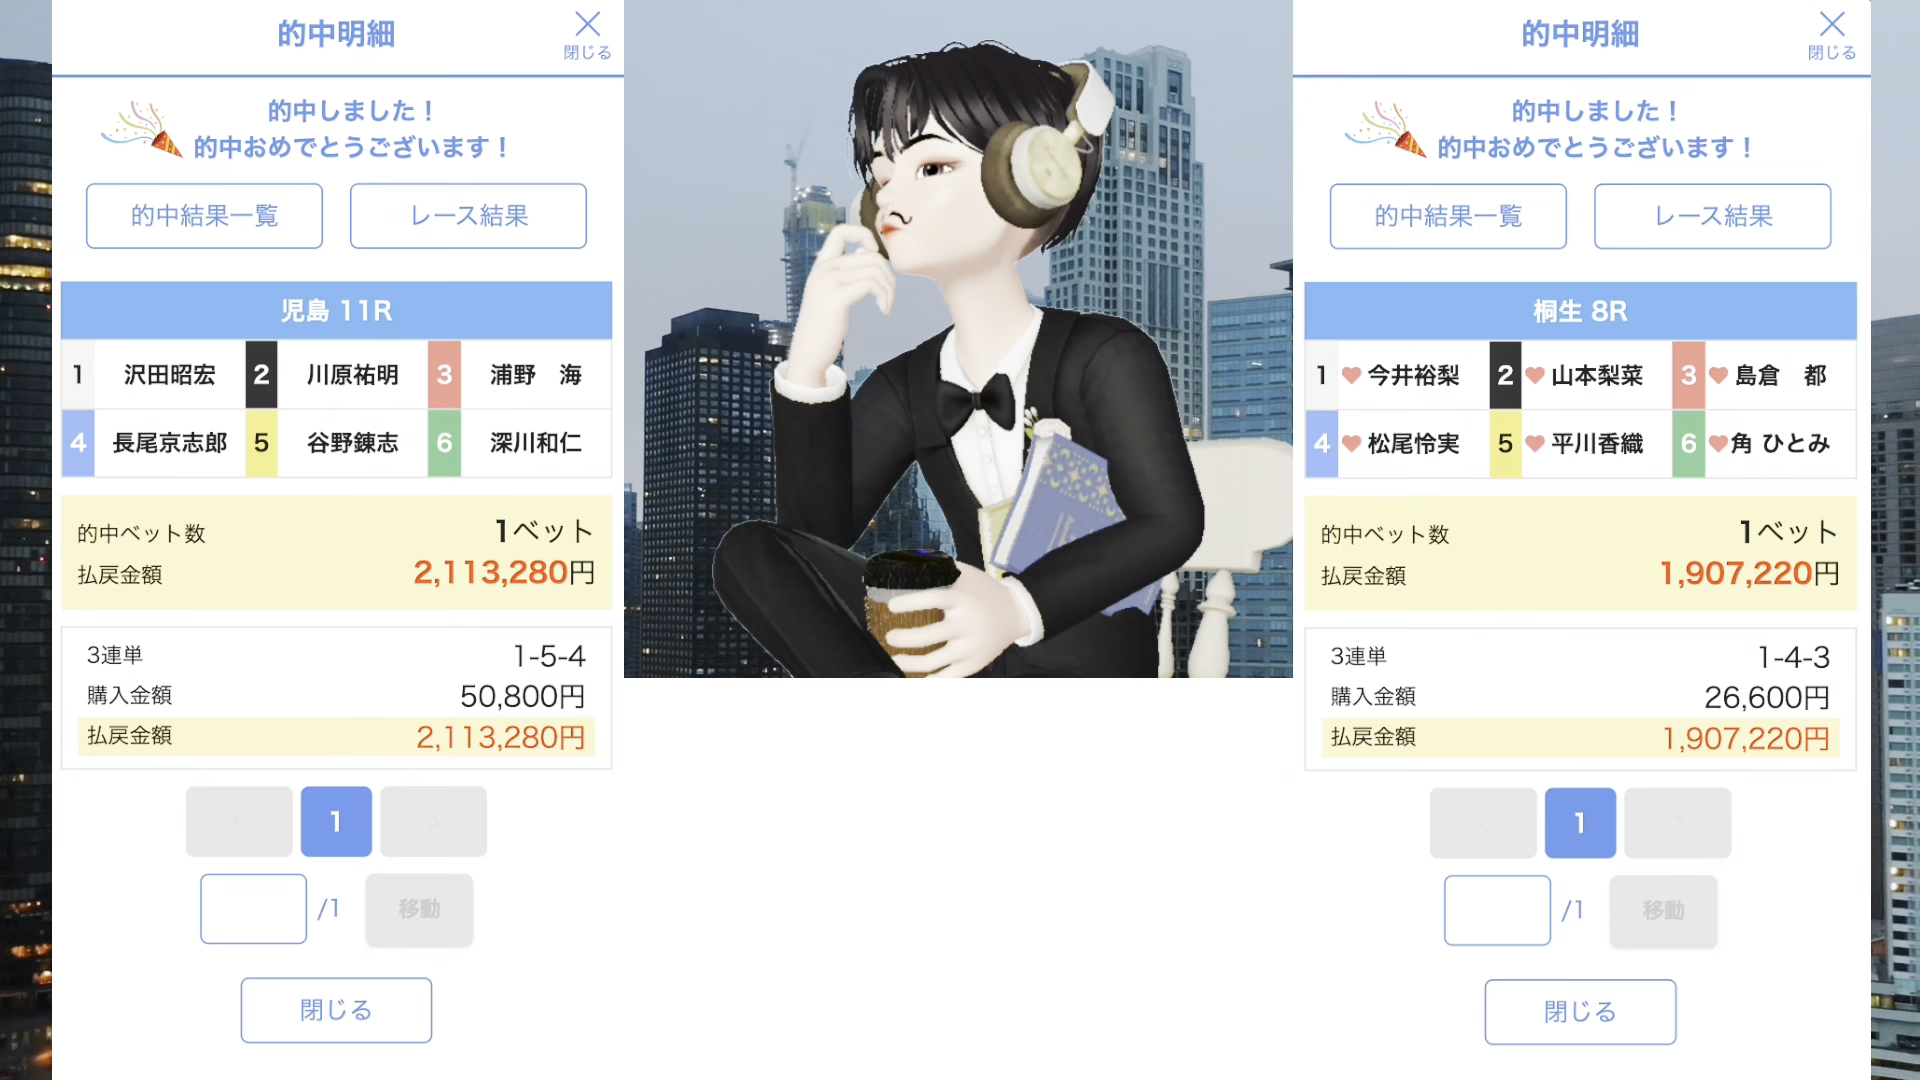 的中明細
閉じる
的中しました！
的中おめでとうございます！
的中結果一覧
レース結果
児島 11R
1 沢田昭宏 2 川原祐明 3 浦野　海
4 長尾京志郎 5 谷野錬志 6 深川和仁
的中ベット数 1ベット
払戻金額 2,113,280円
3連単 1-5-4
購入金額 50,800円
払戻金額 2,113,280円
1
/1 移動
閉じる
的中明細
閉じる
的中しました！
的中おめでとうございます！
的中結果一覧
レース結果
桐生 8R
1 ♥ 今井裕梨 2 ♥ 山本梨菜 3 ♥ 島倉　都
4 ♥ 松尾怜実 5 ♥ 平川香織 6 ♥ 角 ひとみ
的中ベット数 1ベット
払戻金額 1,907,220円
3連単 1-4-3
購入金額 26,600円
払戻金額 1,907,220円
1
/1 移動
閉じる